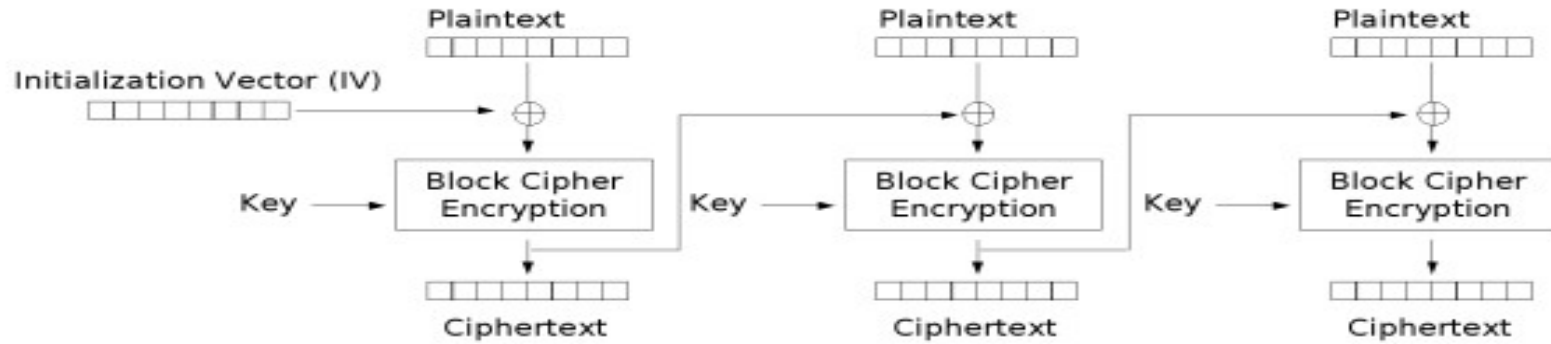 Plaintext
Plaintext
Plaintext
Initialization Vector (IV)
Key
Block Cipher
Encryption
Key
Block Cipher
Encryption
Key
Block Cipher
Encryption
Ciphertext
Ciphertext
Ciphertext